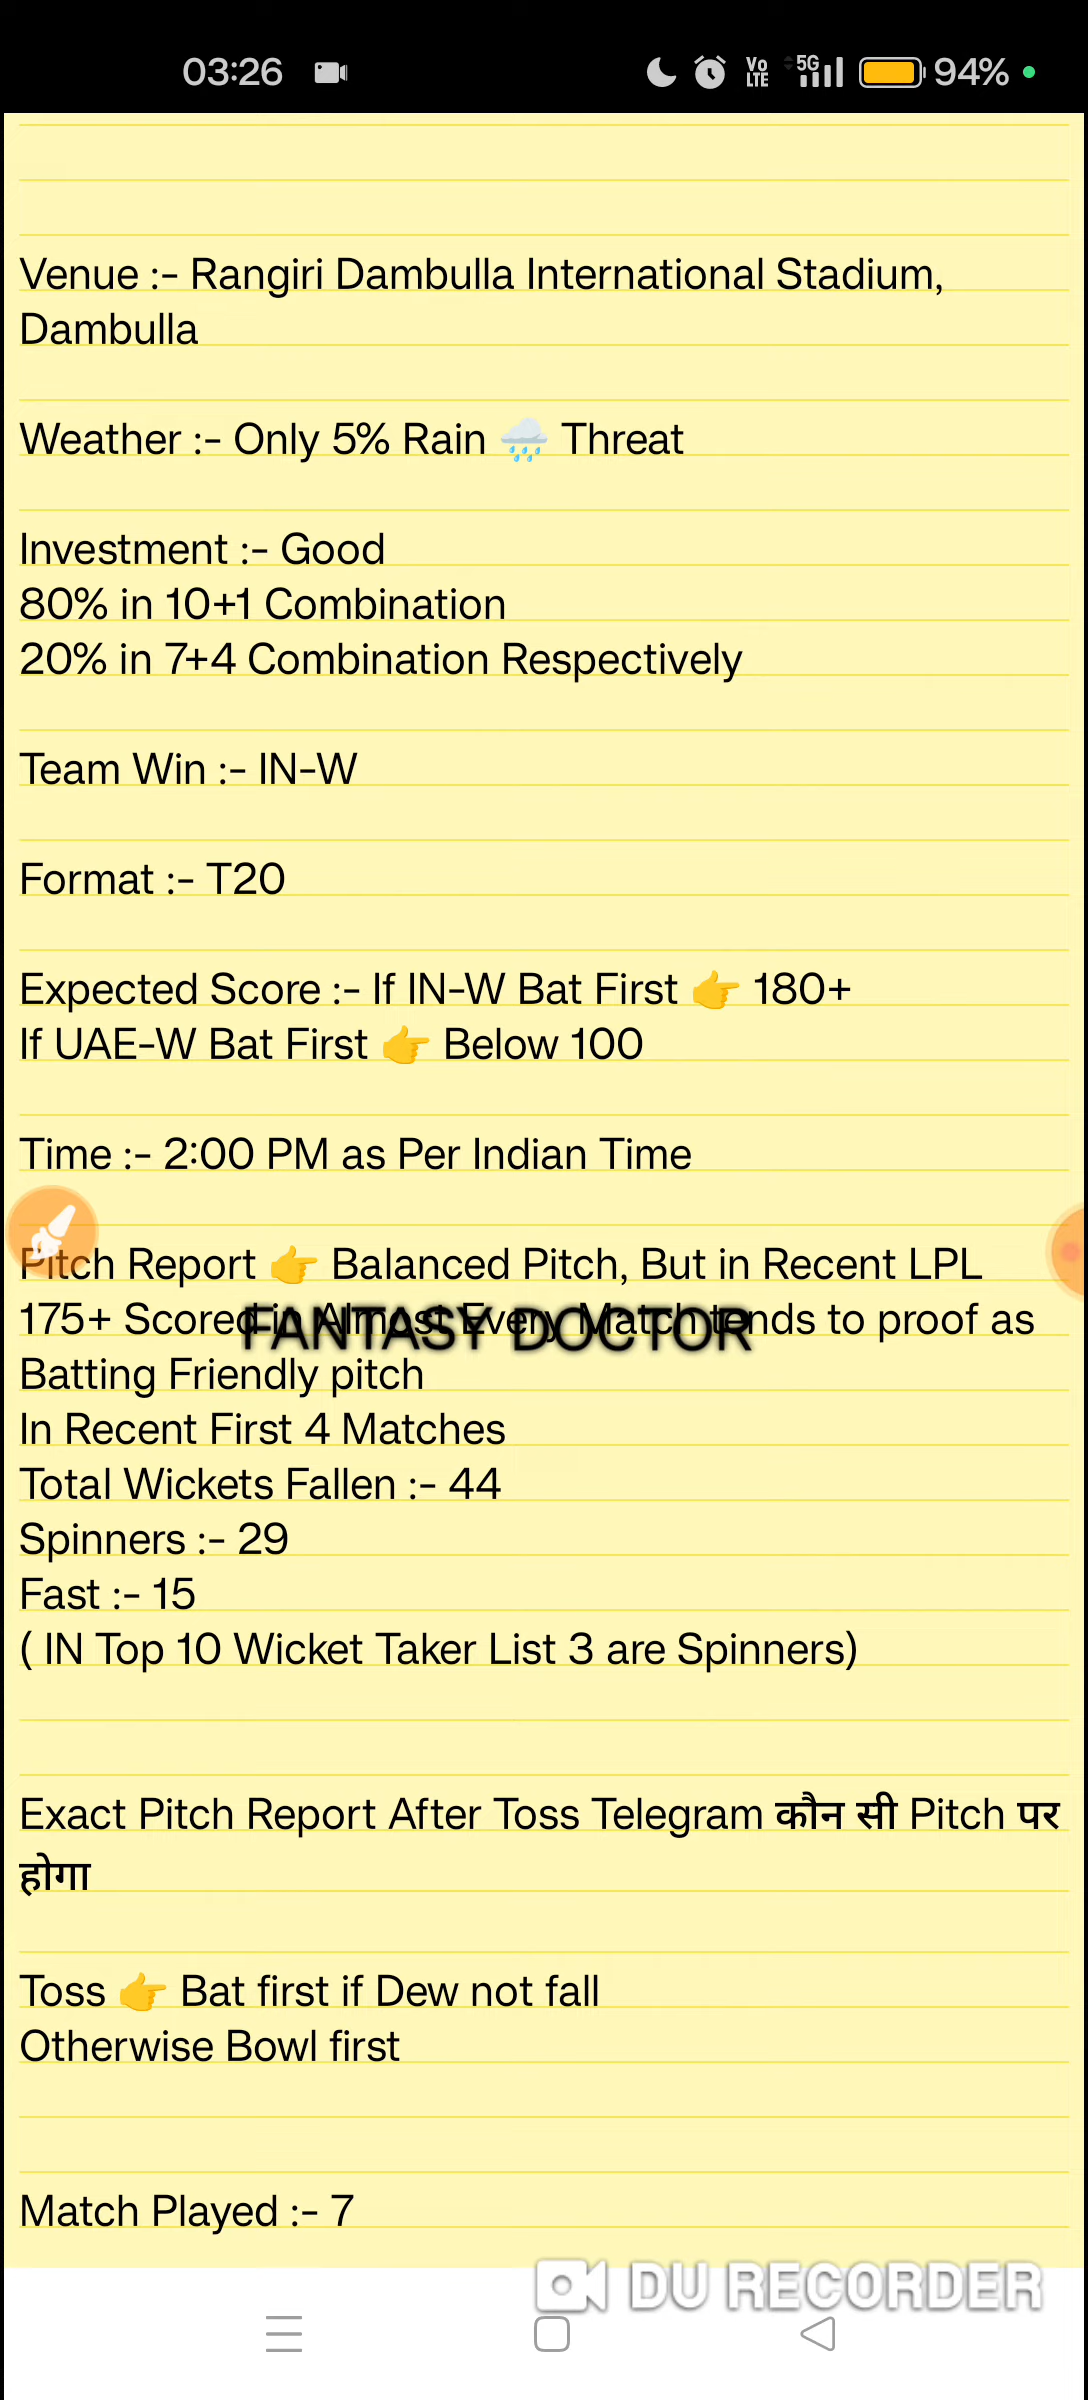 03:26
Vo LTE 5G 94%
Venue :- Rangiri Dambulla International Stadium,
Dambulla
Weather :- Only 5% Rain 🌧️ Threat
Investment :- Good
80% in 10+1 Combination
20% in 7+4 Combination Respectively
Team Win :- IN-W
Format :- T20
Expected Score :- If IN-W Bat First 👉 180+
If UAE-W Bat First 👉 Below 100
Time :- 2:00 PM as Per Indian Time
Pitch Report 👉 Balanced Pitch, But in Recent LPL
175+ Scored in Almost Every Match tends to proof as
FANTASY DOCTOR
Batting Friendly pitch
In Recent First 4 Matches
Total Wickets Fallen :- 44
Spinners :- 29
Fast :- 15
( IN Top 10 Wicket Taker List 3 are Spinners)
Exact Pitch Report After Toss Telegram कौन सी Pitch पर
होगा
Toss 👉 Bat first if Dew not fall
Otherwise Bowl first
Match Played :- 7
DU RECORDER